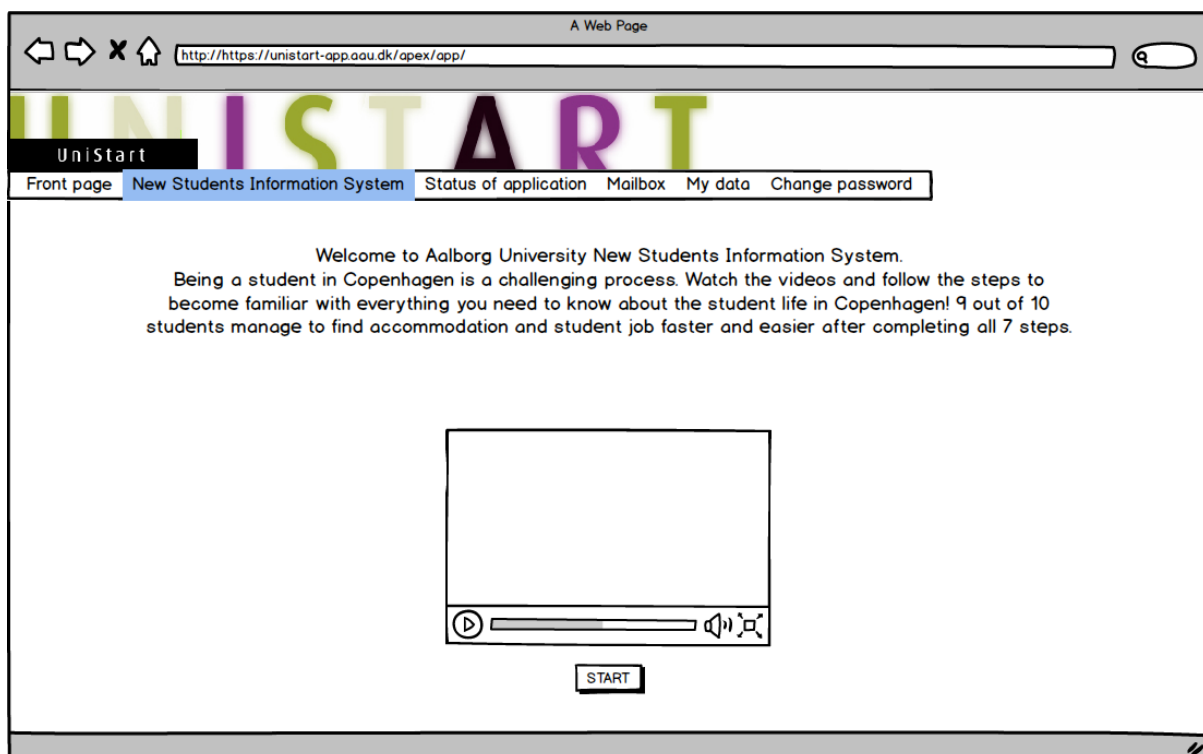 A Web Page
http://https://unistart-app.aau.dk/apex/app/
UNISTART
UniStart
Front page New Students Information System Status of application Mailbox My data Change password
Welcome to Aalborg University New Students Information System.
Being a student in Copenhagen is a challenging process. Watch the videos and follow the steps to
become familiar with everything you need to know about the student life in Copenhagen! 9 out of 10
students manage to find accommodation and student job faster and easier after completing all 7 steps.
START